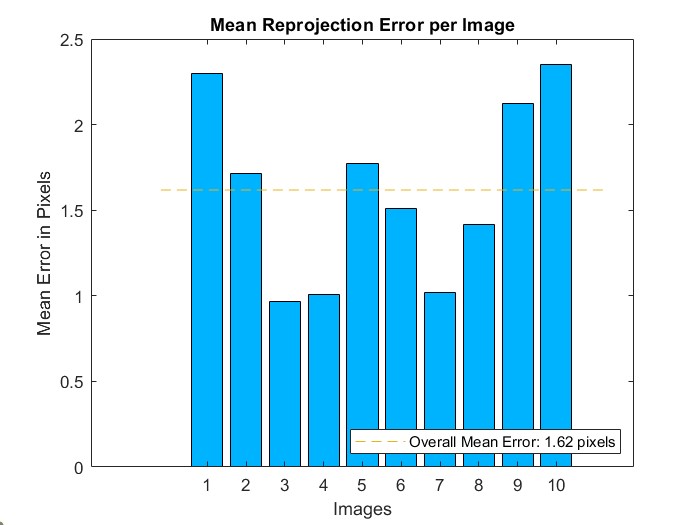 Mean Reprojection Error per Image
2.5
2
1.5
1
0.5
0
Mean Error in Pixels
Overall Mean Error: 1.62 pixels
1 2 3 4 5 6 7 8 9 10
Images